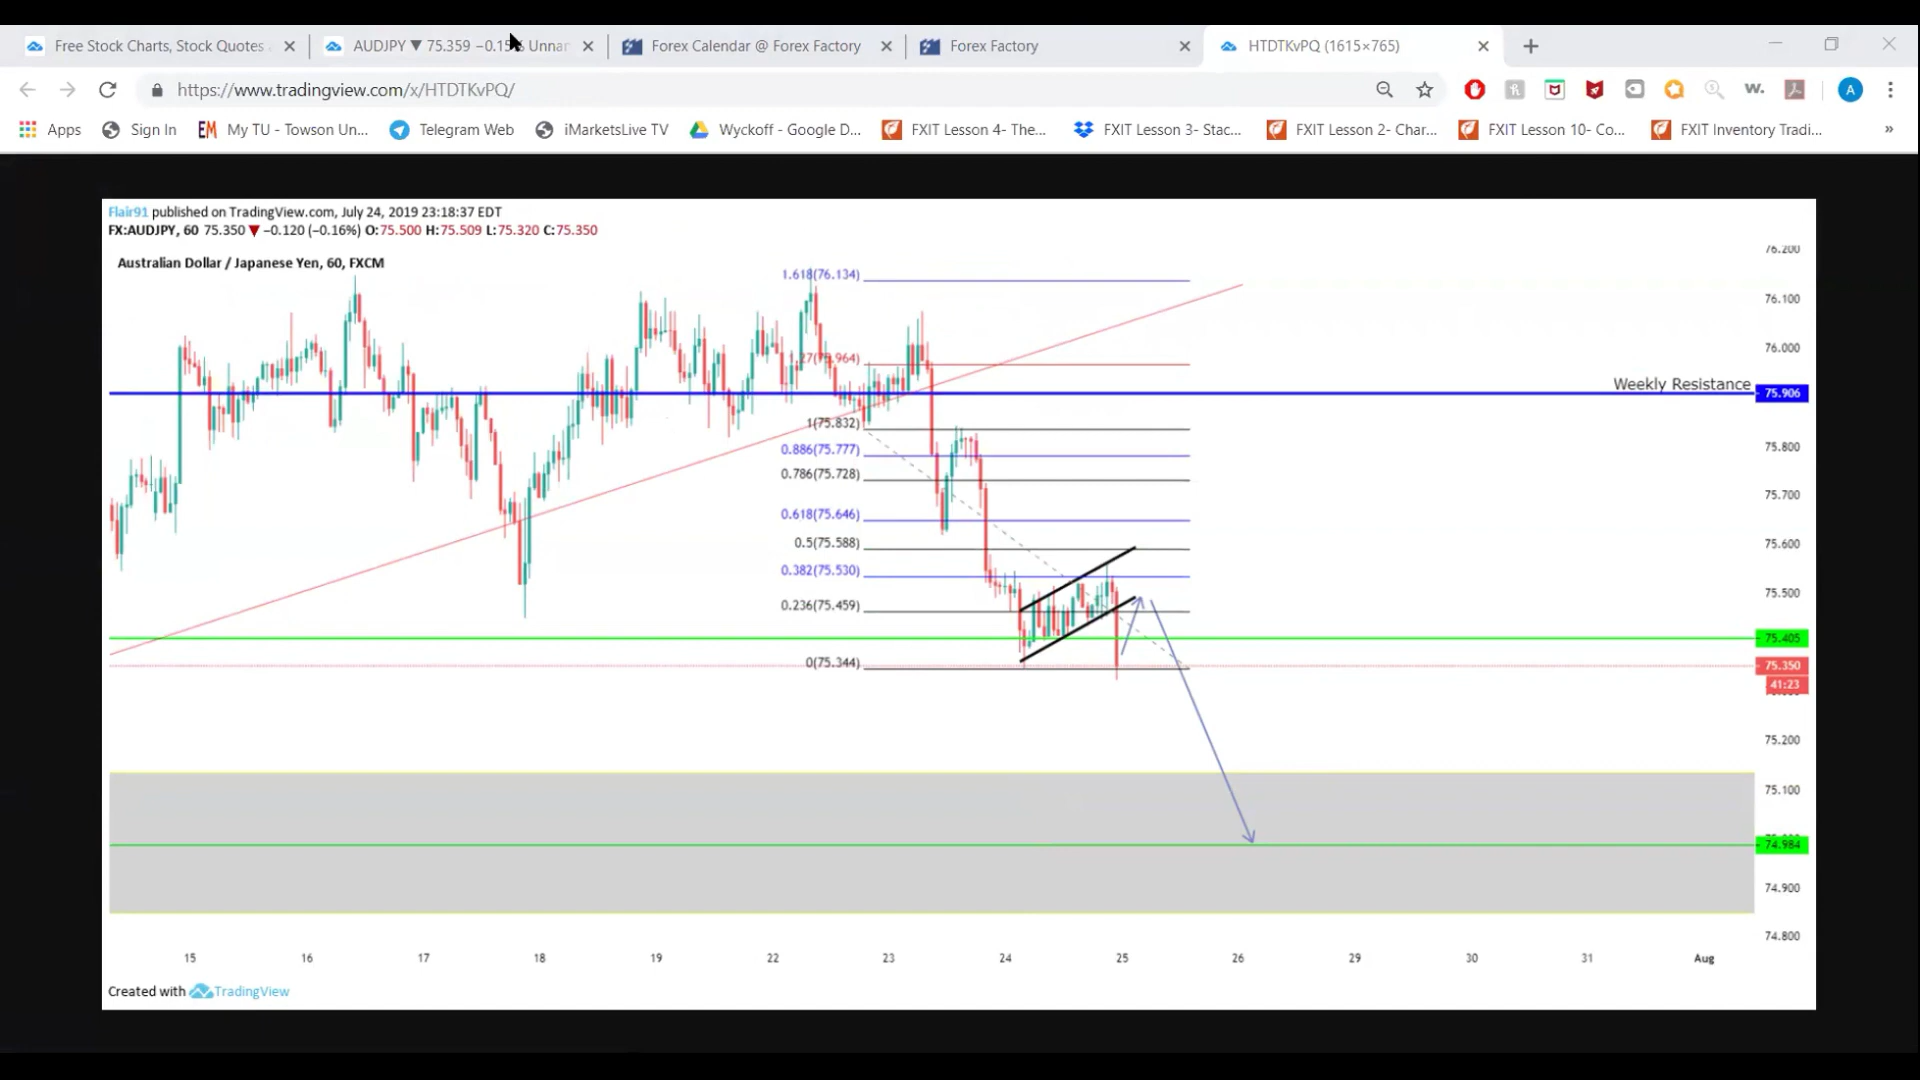 Free Stock Charts, Stock Quotes
AUDJPY ▼ 75.359 −0.15% Unnar
Forex Calendar @ Forex Factory
Forex Factory
HTDTKvPQ (1615×765)
https://www.tradingview.com/x/HTDTKvPQ/
A
Apps
Sign In
My TU - Towson Un...
Telegram Web
iMarketsLive TV
Wyckoff - Google D...
FXIT Lesson 4- The...
FXIT Lesson 3- Stac...
FXIT Lesson 2- Char...
FXIT Lesson 10- Co...
FXIT Inventory Tradi...
»
Flair91 published on TradingView.com, July 24, 2019 23:18:37 EDT
FX:AUDJPY, 60 75.350 ▼ −0.120 (−0.16%) O:75.500 H:75.509 L:75.320 C:75.350
Australian Dollar / Japanese Yen, 60, FXCM
1.618(76.134)
1.27(75.964)
1(75.832)
0.886(75.777)
0.786(75.728)
0.618(75.646)
0.5(75.588)
0.382(75.530)
0.236(75.459)
0(75.344)
Weekly Resistance
76.200
76.100
76.000
75.906
75.800
75.700
75.600
75.500
75.405
75.350
41:23
75.200
75.100
74.984
74.900
74.800
15 16 17 18 19 22 23 24 25 26 29 30 31 Aug
Created with TradingView